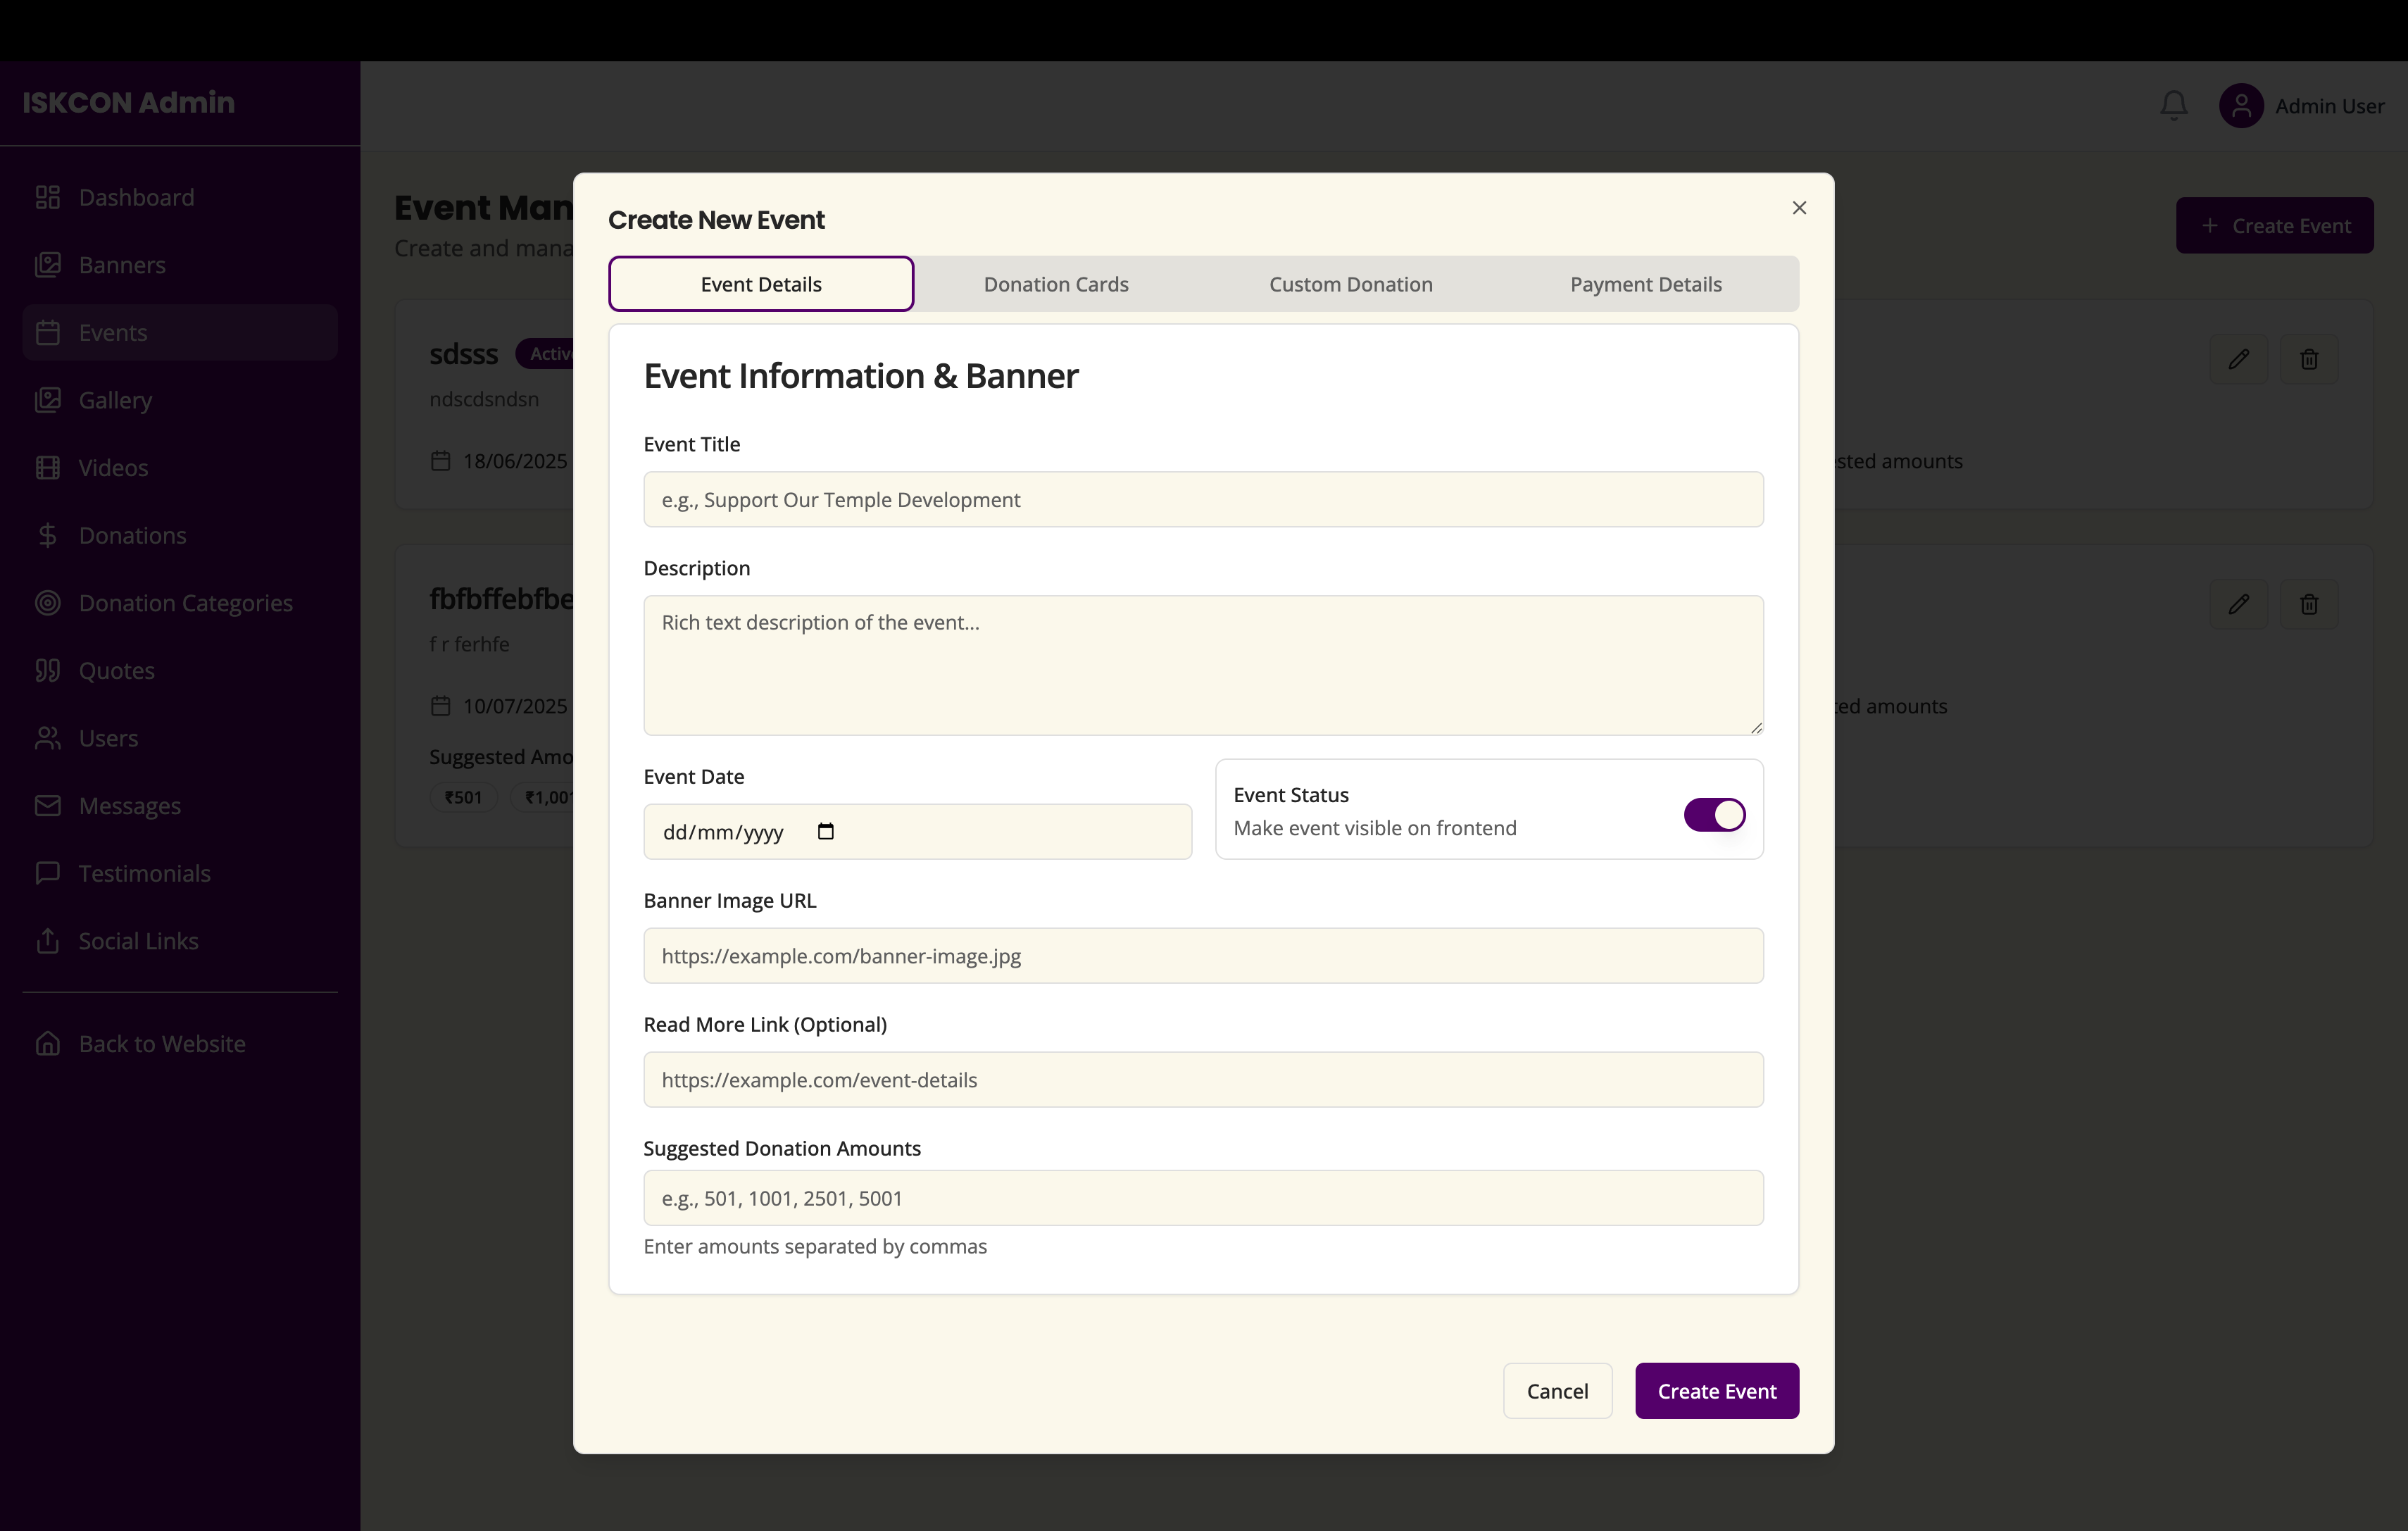 ISKCON Admin
Dashboard
Banners
Events
Gallery
Videos
Donations
Donation Categories
Quotes
Users
Messages
Testimonials
Social Links
Back to Website
Admin User
Event Man
Create and mana
Create Event
sdsss
Active
ndscdsndsn
18/06/2025
sted amounts
fbfbffebfbe
f r ferhfe
10/07/2025
ted amounts
Suggested Amo
₹501 ₹1,001
Create New Event
Event Details
Donation Cards
Custom Donation
Payment Details
Event Information & Banner
Event Title
e.g., Support Our Temple Development
Description
Rich text description of the event...
Event Date
dd/mm/yyyy
Event Status
Make event visible on frontend
Banner Image URL
https://example.com/banner-image.jpg
Read More Link (Optional)
https://example.com/event-details
Suggested Donation Amounts
e.g., 501, 1001, 2501, 5001
Enter amounts separated by commas
Cancel
Create Event